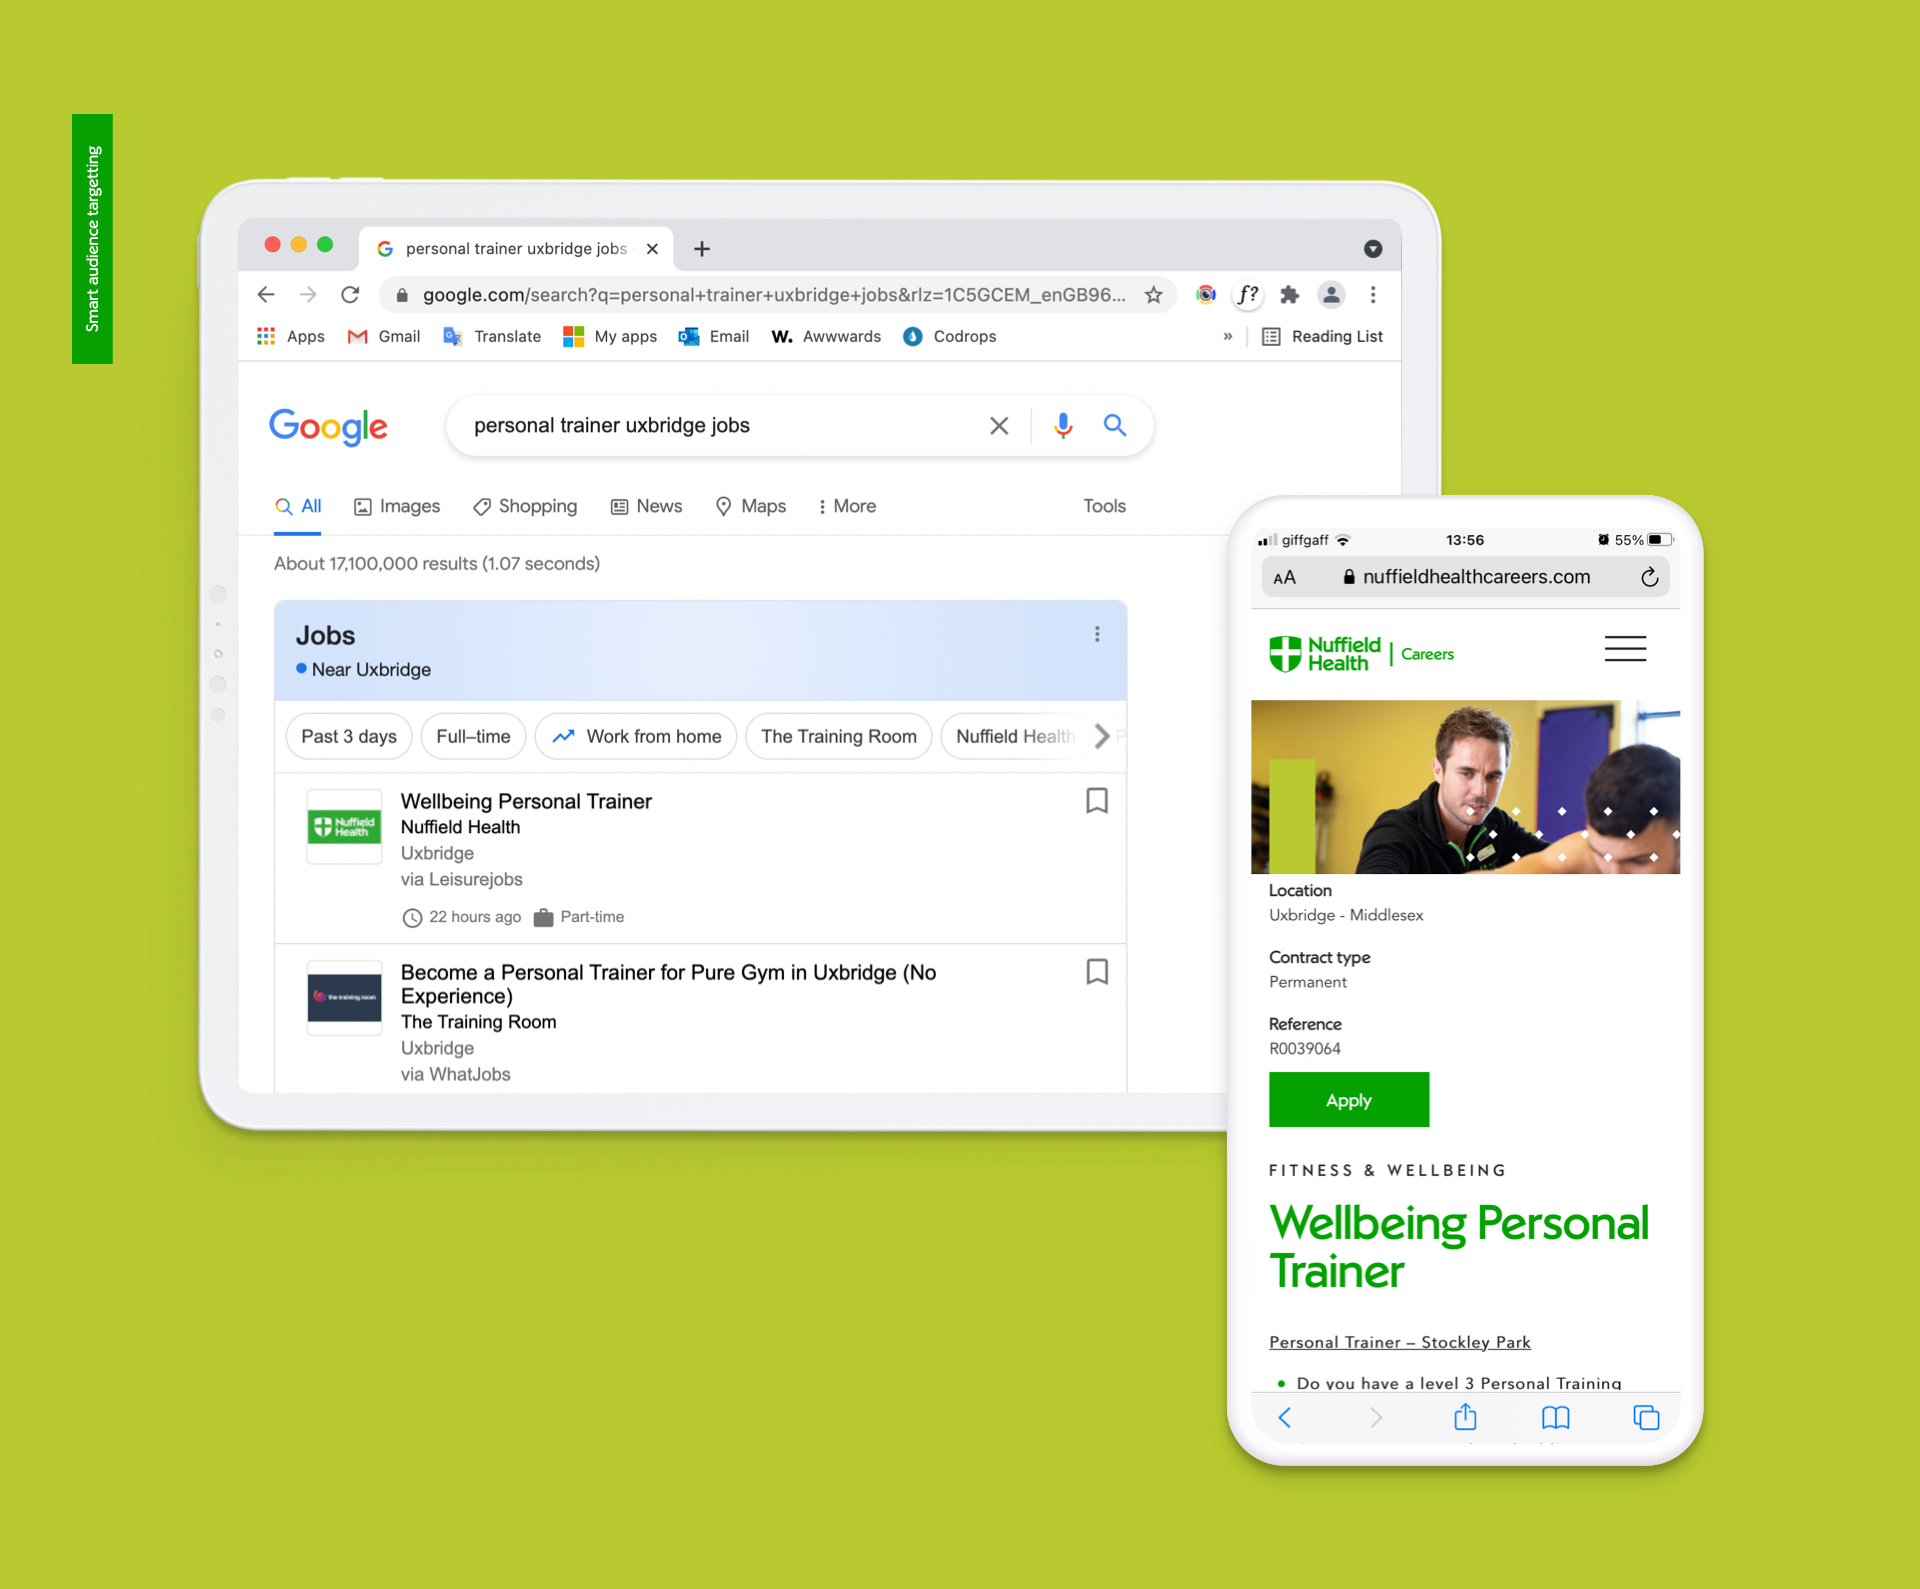 Smart audience targetting
personal trainer uxbridge jobs
google.com/search?q=personal+trainer+uxbridge+jobs&rlz=1C5GCEM_enGB96...
f?
Apps
Gmail
Translate
My apps
Email
W. Awwwards
Codrops
»
Reading List
Google
personal trainer uxbridge jobs
All
Images
Shopping
News
Maps
More
Tools
About 17,100,000 results (1.07 seconds)
Jobs
Near Uxbridge
Past 3 days
Full–time
Work from home
The Training Room
Nuffield Health
P
Nuffield
Health
Wellbeing Personal Trainer
Nuffield Health
Uxbridge
via Leisurejobs
22 hours ago
Part-time
the training room
Become a Personal Trainer for Pure Gym in Uxbridge (No
Experience)
The Training Room
Uxbridge
via WhatJobs
giffgaff
13:56
55%
AA
nuffieldhealthcareers.com
Nuffield
Health
Careers
Location
Uxbridge - Middlesex
Contract type
Permanent
Reference
R0039064
Apply
FITNESS & WELLBEING
Wellbeing Personal
Trainer
Personal Trainer – Stockley Park
• Do you have a level 3 Personal Training